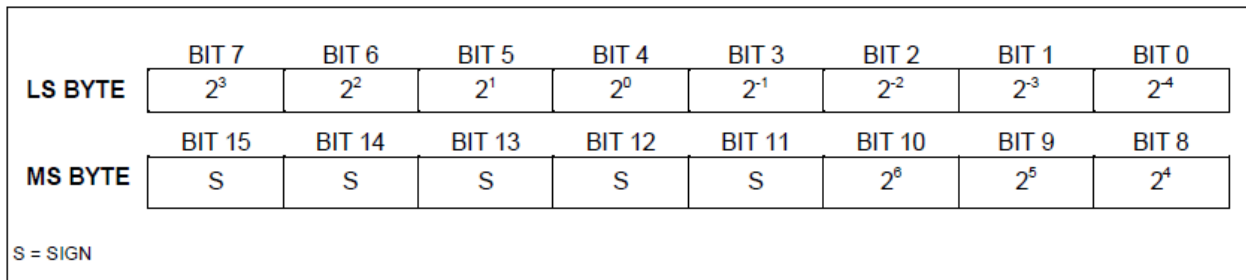 BIT 7 BIT 6 BIT 5 BIT 4 BIT 3 BIT 2 BIT 1 BIT 0
LS BYTE 2³ 2² 2¹ 2⁰ 2⁻¹ 2⁻² 2⁻³ 2⁻⁴
BIT 15 BIT 14 BIT 13 BIT 12 BIT 11 BIT 10 BIT 9 BIT 8
MS BYTE S S S S S 2⁶ 2⁵ 2⁴
S = SIGN